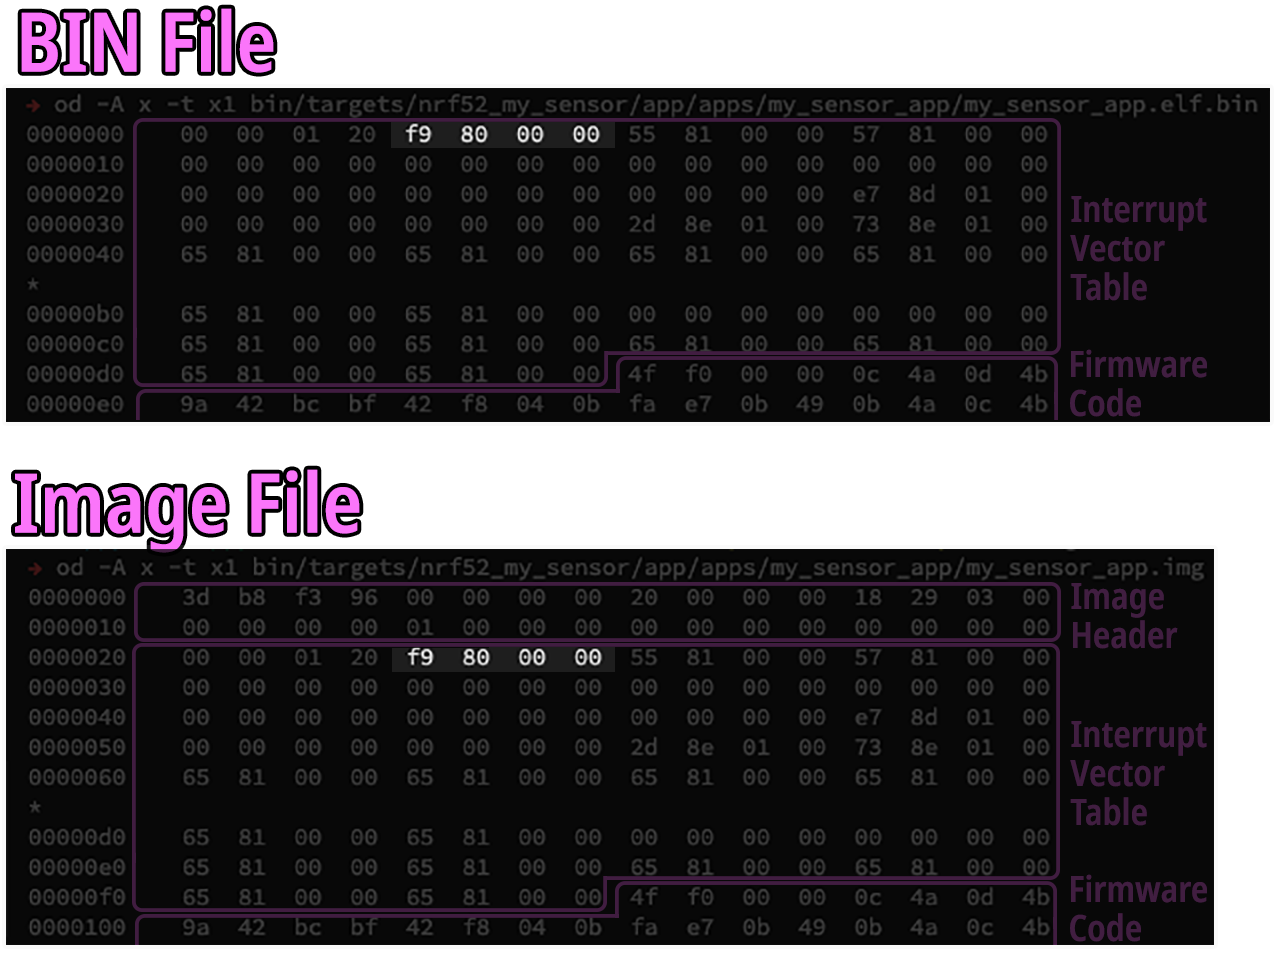 BIN File
➜ od -A x -t x1 bin/targets/nrf52_my_sensor/app/apps/my_sensor_app/my_sensor_app.elf.bin
0000000 00 00 01 20 f9 80 00 00 55 81 00 00 57 81 00 00
0000010 00 00 00 00 00 00 00 00 00 00 00 00 00 00 00 00
0000020 00 00 00 00 00 00 00 00 00 00 00 00 e7 8d 01 00
0000030 00 00 00 00 00 00 00 00 2d 8e 01 00 73 8e 01 00
0000040 65 81 00 00 65 81 00 00 65 81 00 00 65 81 00 00
*
00000b0 65 81 00 00 65 81 00 00 00 00 00 00 00 00 00 00
00000c0 65 81 00 00 65 81 00 00 65 81 00 00 65 81 00 00
00000d0 65 81 00 00 65 81 00 00 4f f0 00 00 0c 4a 0d 4b
00000e0 9a 42 bc bf 42 f8 04 0b fa e7 0b 49 0b 4a 0c 4b
Interrupt
Vector
Table
Firmware
Code
Image File
➜ od -A x -t x1 bin/targets/nrf52_my_sensor/app/apps/my_sensor_app/my_sensor_app.img
0000000 3d b8 f3 96 00 00 00 00 20 00 00 00 18 29 03 00
0000010 00 00 00 00 01 00 00 00 00 00 00 00 00 00 00 00
0000020 00 00 01 20 f9 80 00 00 55 81 00 00 57 81 00 00
0000030 00 00 00 00 00 00 00 00 00 00 00 00 00 00 00 00
0000040 00 00 00 00 00 00 00 00 00 00 00 00 e7 8d 01 00
0000050 00 00 00 00 00 00 00 00 2d 8e 01 00 73 8e 01 00
0000060 65 81 00 00 65 81 00 00 65 81 00 00 65 81 00 00
*
00000d0 65 81 00 00 65 81 00 00 00 00 00 00 00 00 00 00
00000e0 65 81 00 00 65 81 00 00 65 81 00 00 65 81 00 00
00000f0 65 81 00 00 65 81 00 00 4f f0 00 00 0c 4a 0d 4b
0000100 9a 42 bc bf 42 f8 04 0b fa e7 0b 49 0b 4a 0c 4b
Image
Header
Interrupt
Vector
Table
Firmware
Code